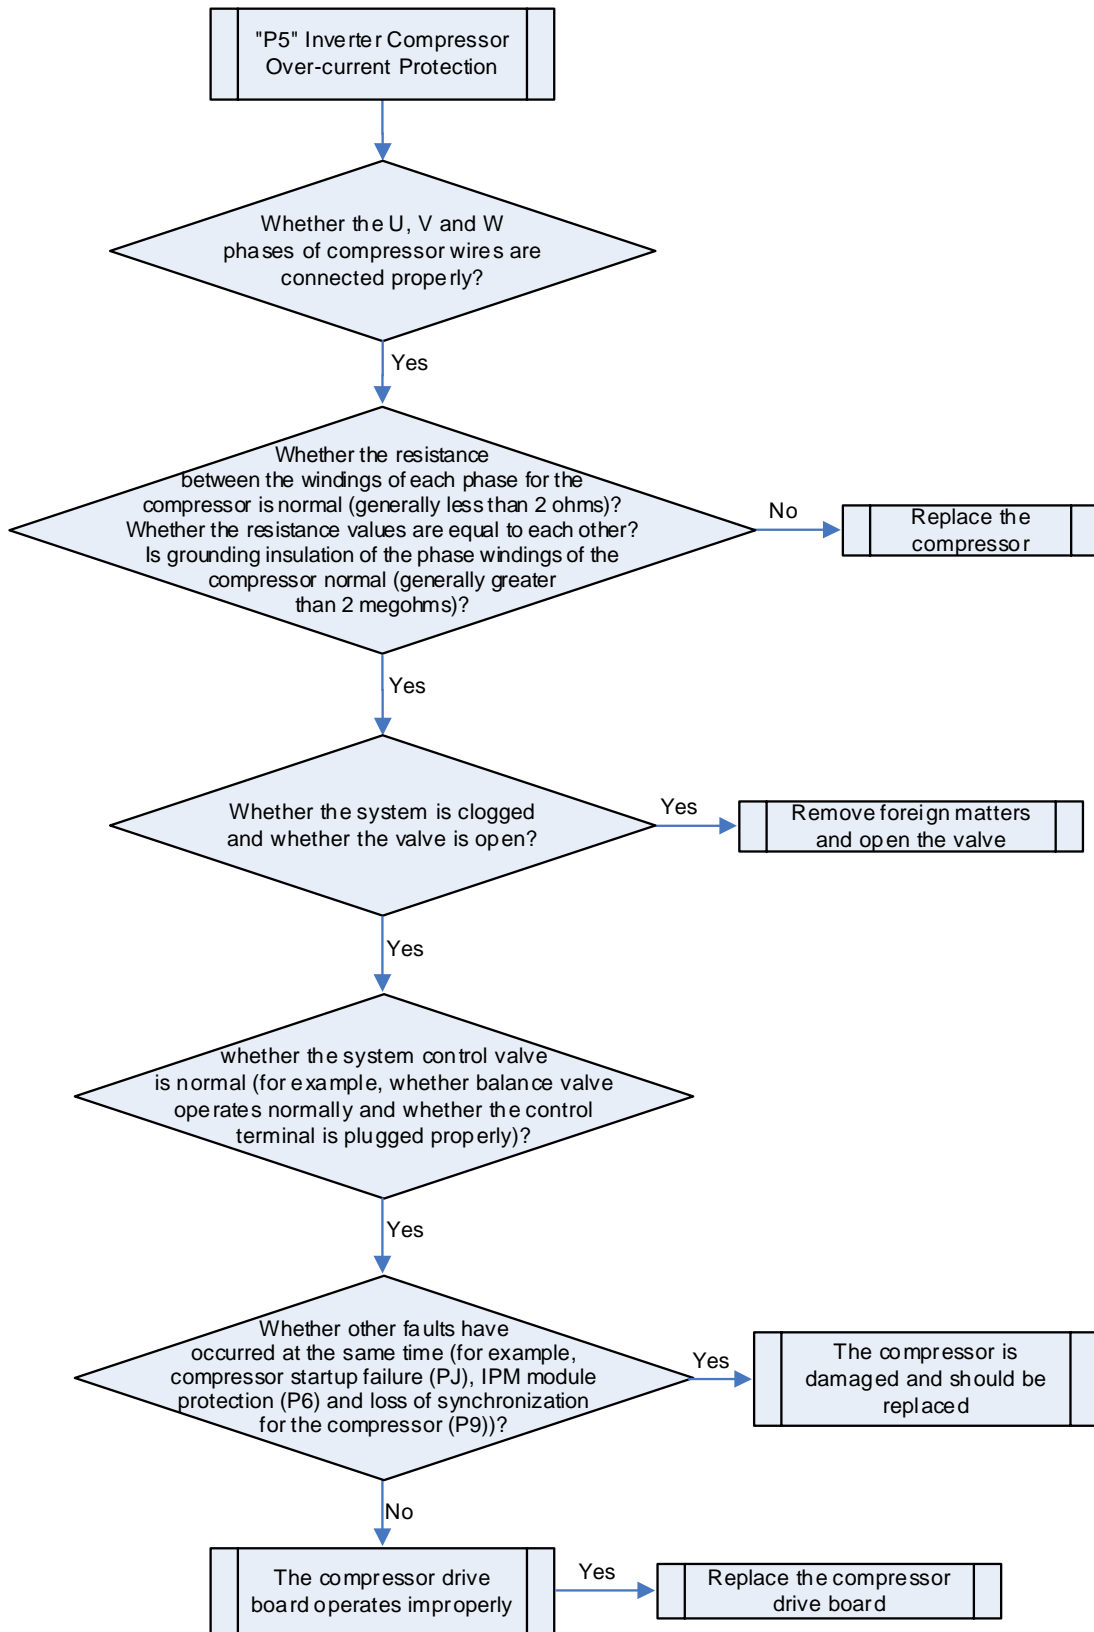 "P5" Inverter Compressor
Over-current Protection
Whether the U, V and W
phases of compressor wires are
connected properly?
Yes
Whether the resistance
between the windings of each phase for the
compressor is normal (generally less than 2 ohms)?
Whether the resistance values are equal to each other?
Is grounding insulation of the phase windings of the
compressor normal (generally greater
than 2 megohms)?
No
Replace the
compressor
Yes
Whether the system is clogged
and whether the valve is open?
Yes
Remove foreign matters
and open the valve
Yes
whether the system control valve
is normal (for example, whether balance valve
operates normally and whether the control
terminal is plugged properly)?
Yes
Whether other faults have
occurred at the same time (for example,
compressor startup failure (PJ), IPM module
protection (P6) and loss of synchronization
for the compressor (P9))?
Yes
The compressor is
damaged and should be
replaced
No
The compressor drive
board operates improperly
Yes
Replace the compressor
drive board